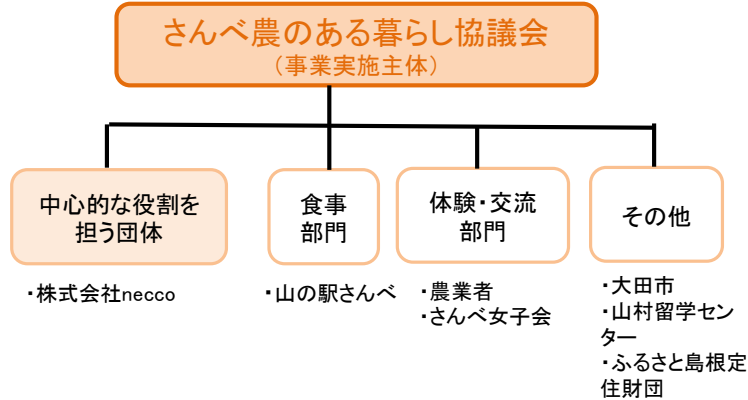 さんべ農のある暮らし協議会
（事業実施主体）
中心的な役割を
担う団体
・株式会社necco
食事
部門
・山の駅さんべ
体験・交流
部門
・農業者
・さんべ女子会
その他
・大田市
・山村留学セン
ター
・ふるさと島根定
住財団